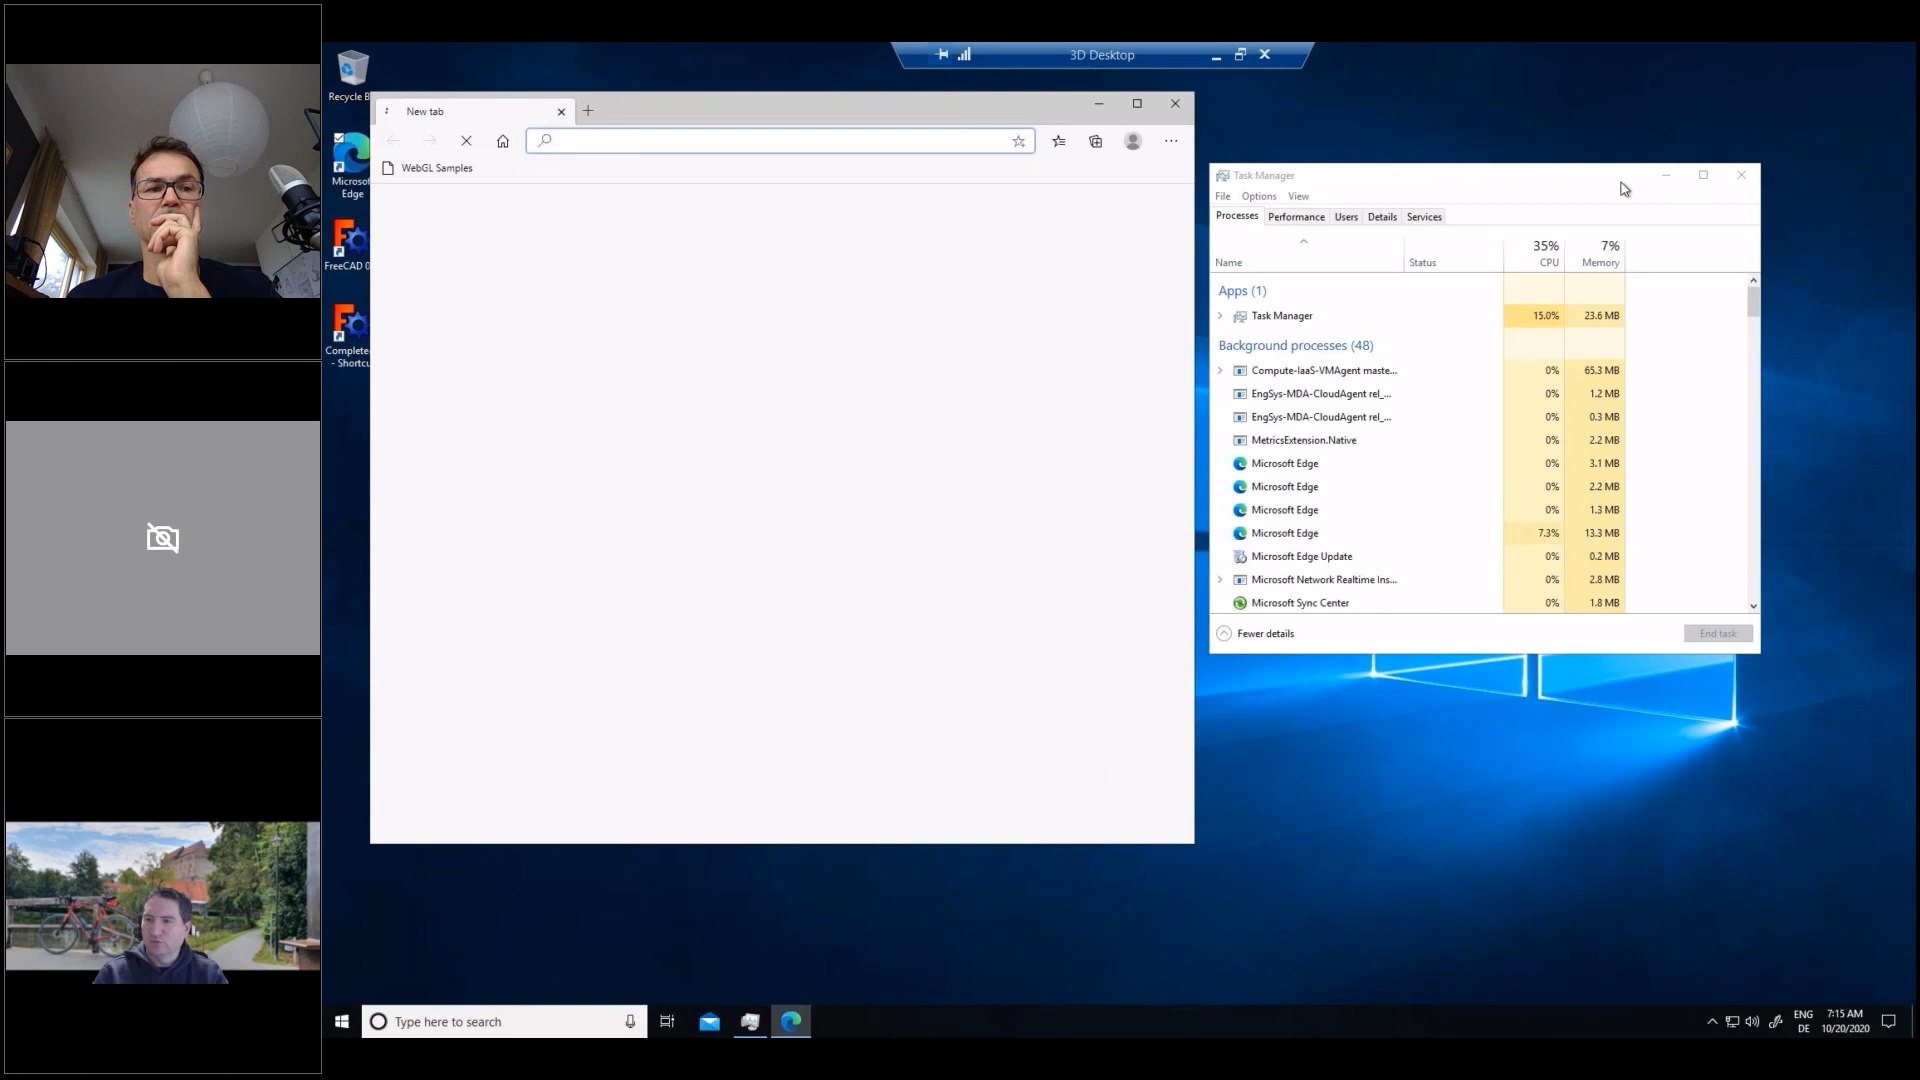 3D Desktop
Recycle B
Microsof
Edge
FreeCAD 0
Complete
- Shortcu
New tab
WebGL Samples
Task Manager
File Options View
Processes Performance Users Details Services
35% 7%
Name Status CPU Memory
Apps (1)
Task Manager 15.0% 23.6 MB
Background processes (48)
Compute-IaaS-VMAgent maste... 0% 65.3 MB
EngSys-MDA-CloudAgent rel_... 0% 1.2 MB
EngSys-MDA-CloudAgent rel_... 0% 0.3 MB
MetricsExtension.Native 0% 2.2 MB
Microsoft Edge 0% 3.1 MB
Microsoft Edge 0% 2.2 MB
Microsoft Edge 0% 1.3 MB
Microsoft Edge 7.3% 13.3 MB
Microsoft Edge Update 0% 0.2 MB
Microsoft Network Realtime Ins... 0% 2.8 MB
Microsoft Sync Center 0% 1.8 MB
Fewer details End task
Type here to search
ENG 7:15 AM
DE 10/20/2020